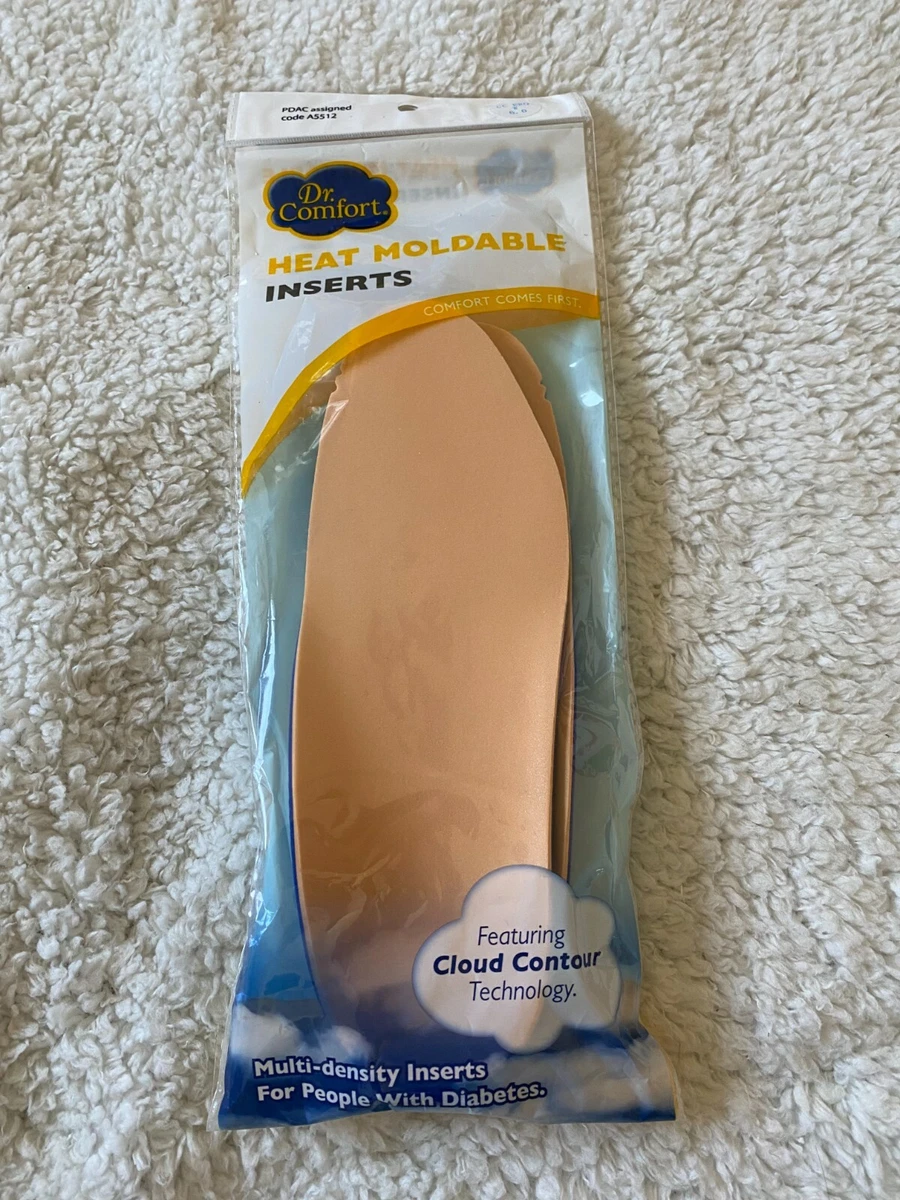 PDAC assigned
code A5512
Dr.
Comfort®
HEAT MOLDABLE
INSERTS
COMFORT COMES FIRST.
Featuring
Cloud Contour
Technology.
Multi-density Inserts
For People With Diabetes.